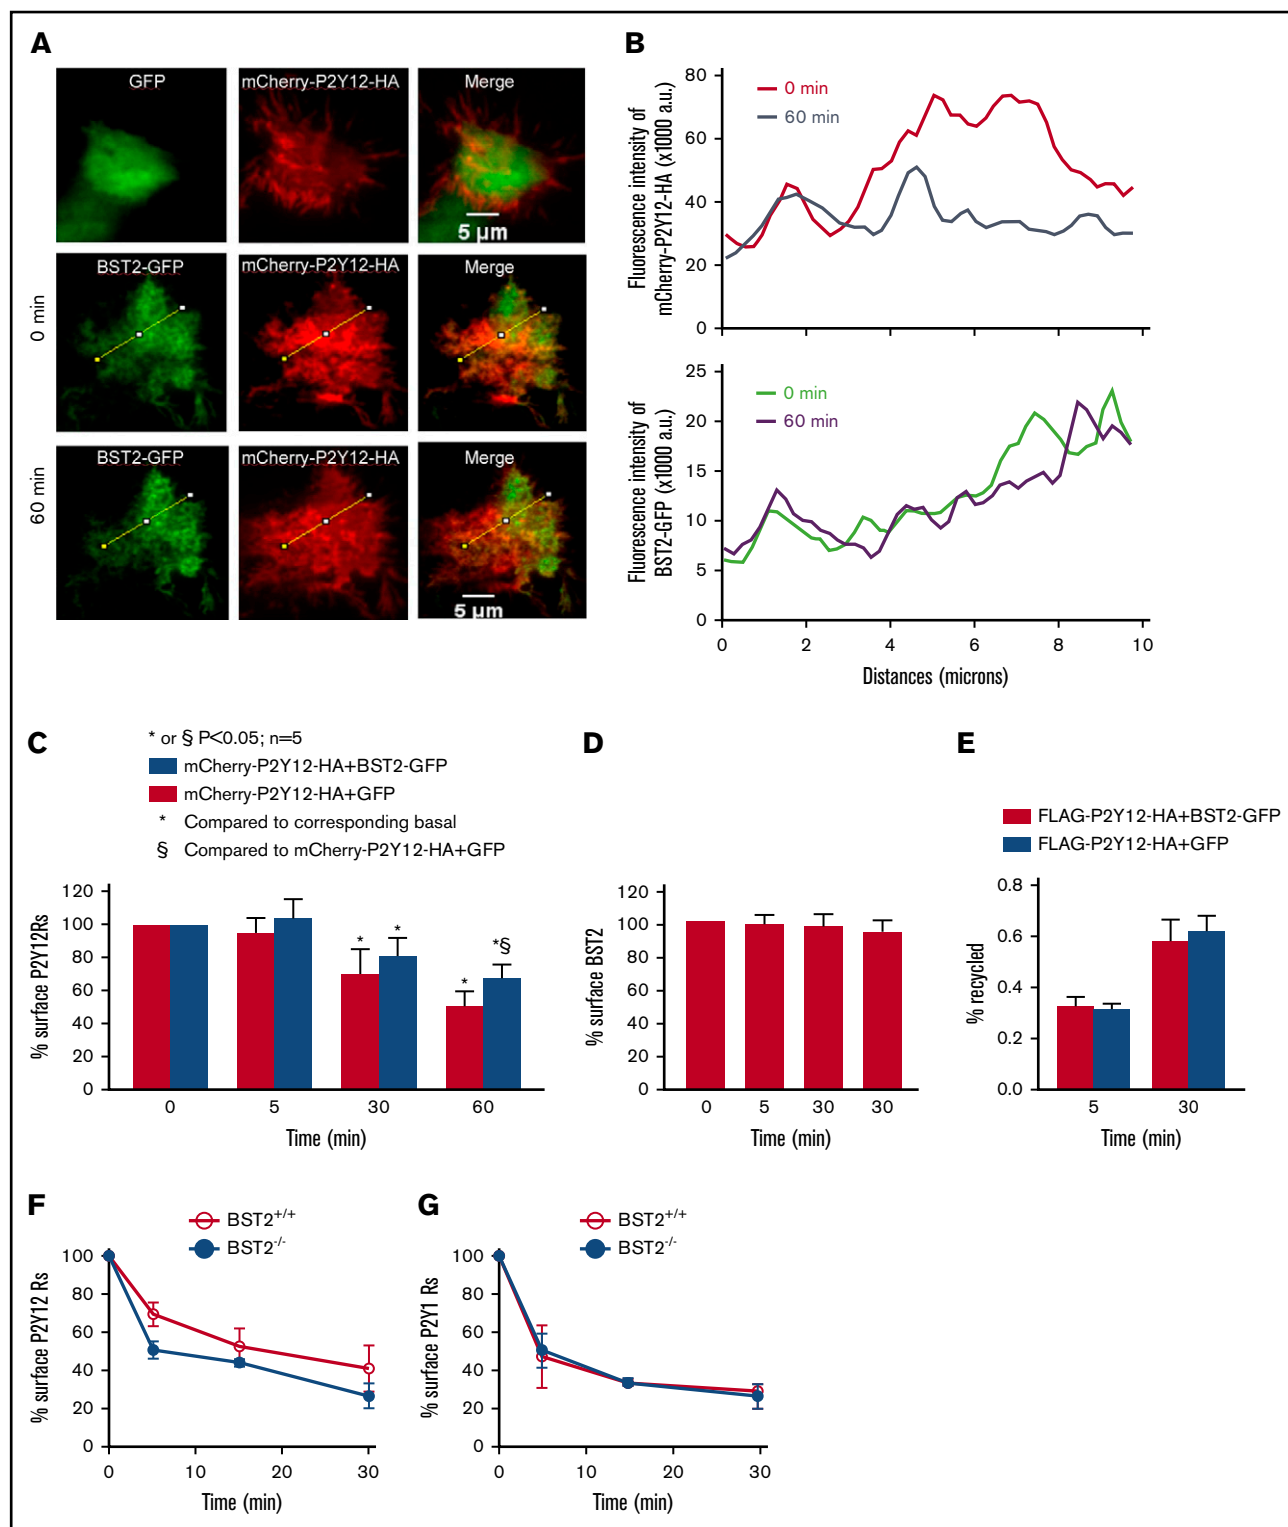 A
GFP
mCherry-P2Y12-HA
Merge
5 µm
0 min
BST2-GFP
mCherry-P2Y12-HA
Merge
60 min
BST2-GFP
mCherry-P2Y12-HA
Merge
5 µm
B
Fluorescence intensity of
mCherry-P2Y12-HA (x1000 a.u.)
80
60
40
20
0
0 min
60 min
Fluorescence intensity of
BST2-GFP (x1000 a.u.)
25
20
15
10
5
0
0 min
60 min
0 2 4 6 8 10
Distances (microns)
C
* or § P<0.05; n=5
mCherry-P2Y12-HA+BST2-GFP
mCherry-P2Y12-HA+GFP
* Compared to corresponding basal
§ Compared to mCherry-P2Y12-HA+GFP
% surface P2Y12Rs
120
100
80
60
40
20
0
* * * *§
0 5 30 60
Time (min)
D
% surface BST2
120
100
80
60
40
20
0
0 5 30 30
Time (min)
E
FLAG-P2Y12-HA+BST2-GFP
FLAG-P2Y12-HA+GFP
% recycled
0.8
0.6
0.4
0.2
0.0
5 30
Time (min)
F
BST2+/+
BST2-/-
% surface P2Y12 Rs
100
80
60
40
20
0
0 10 20 30
Time (min)
G
BST2+/+
BST2-/-
% surface P2Y1 Rs
100
80
60
40
20
0
0 10 20 30
Time (min)